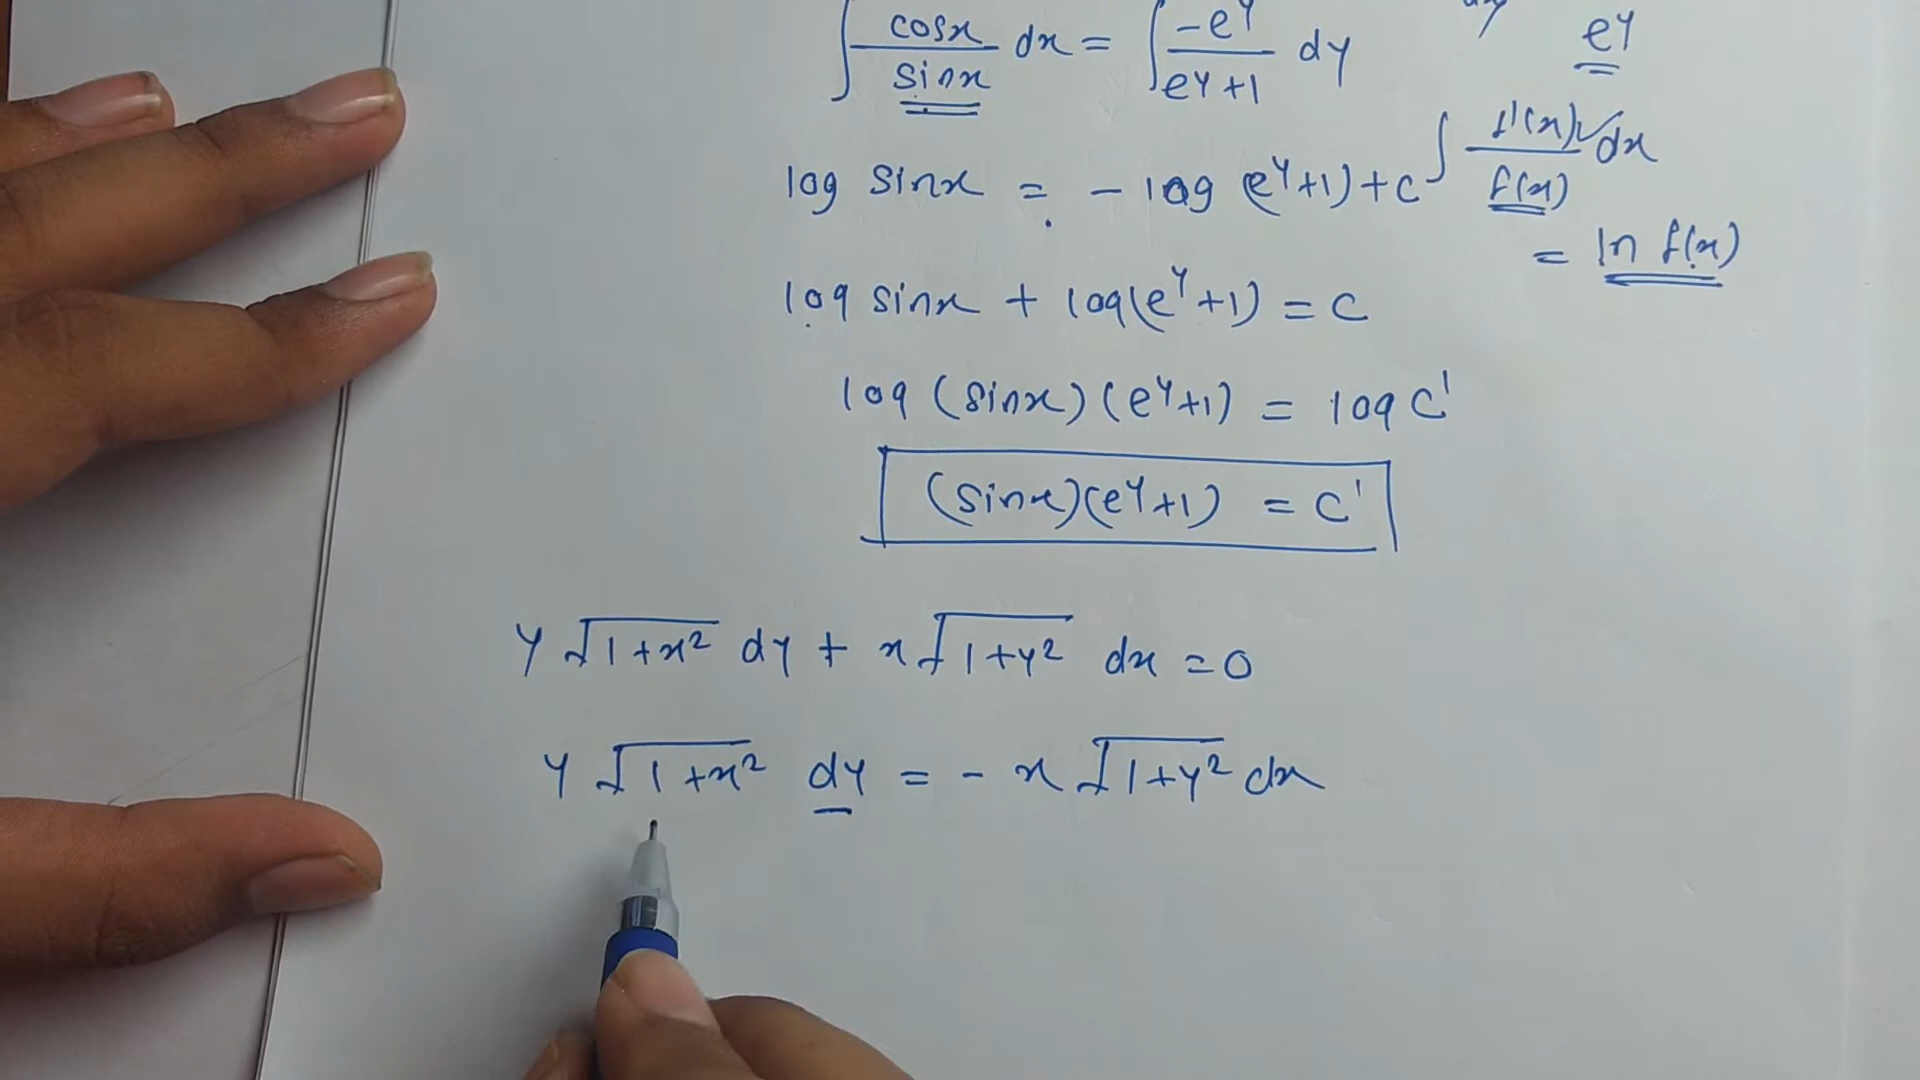 ∫ cosx/sinx dx = ∫ -e^y/e^y+1 dy
e^y
log sinx = - log (e^y+1)+c
∫ f'(x)/f(x) dx
= ln f(x)
log sinx + log(e^y+1) = c
log (sinx)(e^y+1) = log c'
(sinx)(e^y+1) = c'
y √1+x² dy + x √1+y² dx = 0
y √1+x² dy = - x √1+y² dx